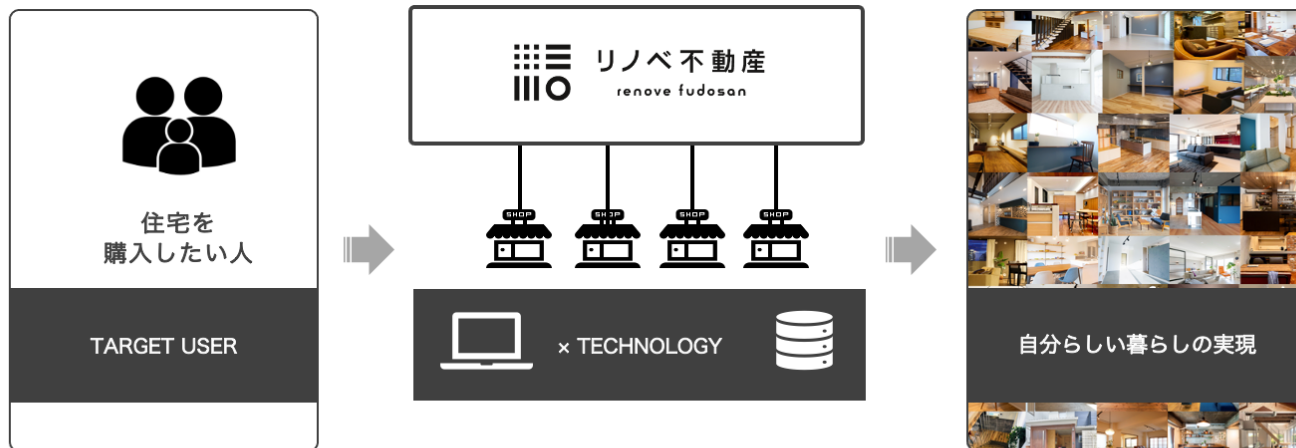 住宅を
購入したい人
TARGET USER
リノベ不動産
renove fudosan
SHOP
SHOP
SHOP
SHOP
× TECHNOLOGY
自分らしい暮らしの実現